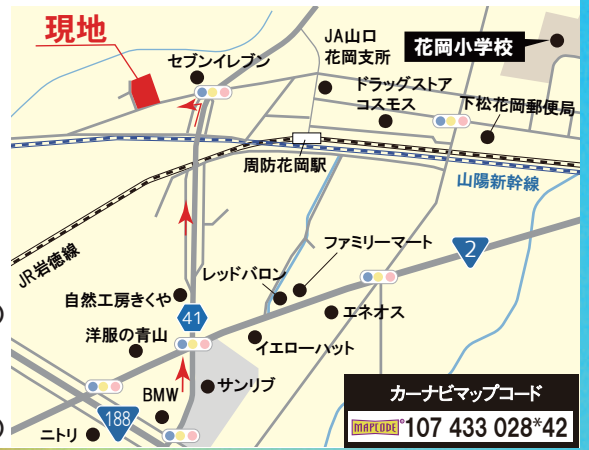 現地
セブンイレブン
JA山口
花岡支所
花岡小学校
ドラッグストア
コスモス
下松花岡郵便局
周防花岡駅
山陽新幹線
JR岩徳線
ファミリーマート
2
レッドバロン
自然工房きくや
41
エネオス
洋服の青山
イエローハット
サンリブ
BMW
188
ニトリ
カーナビマップコード
MAPCODE 107 433 028*42